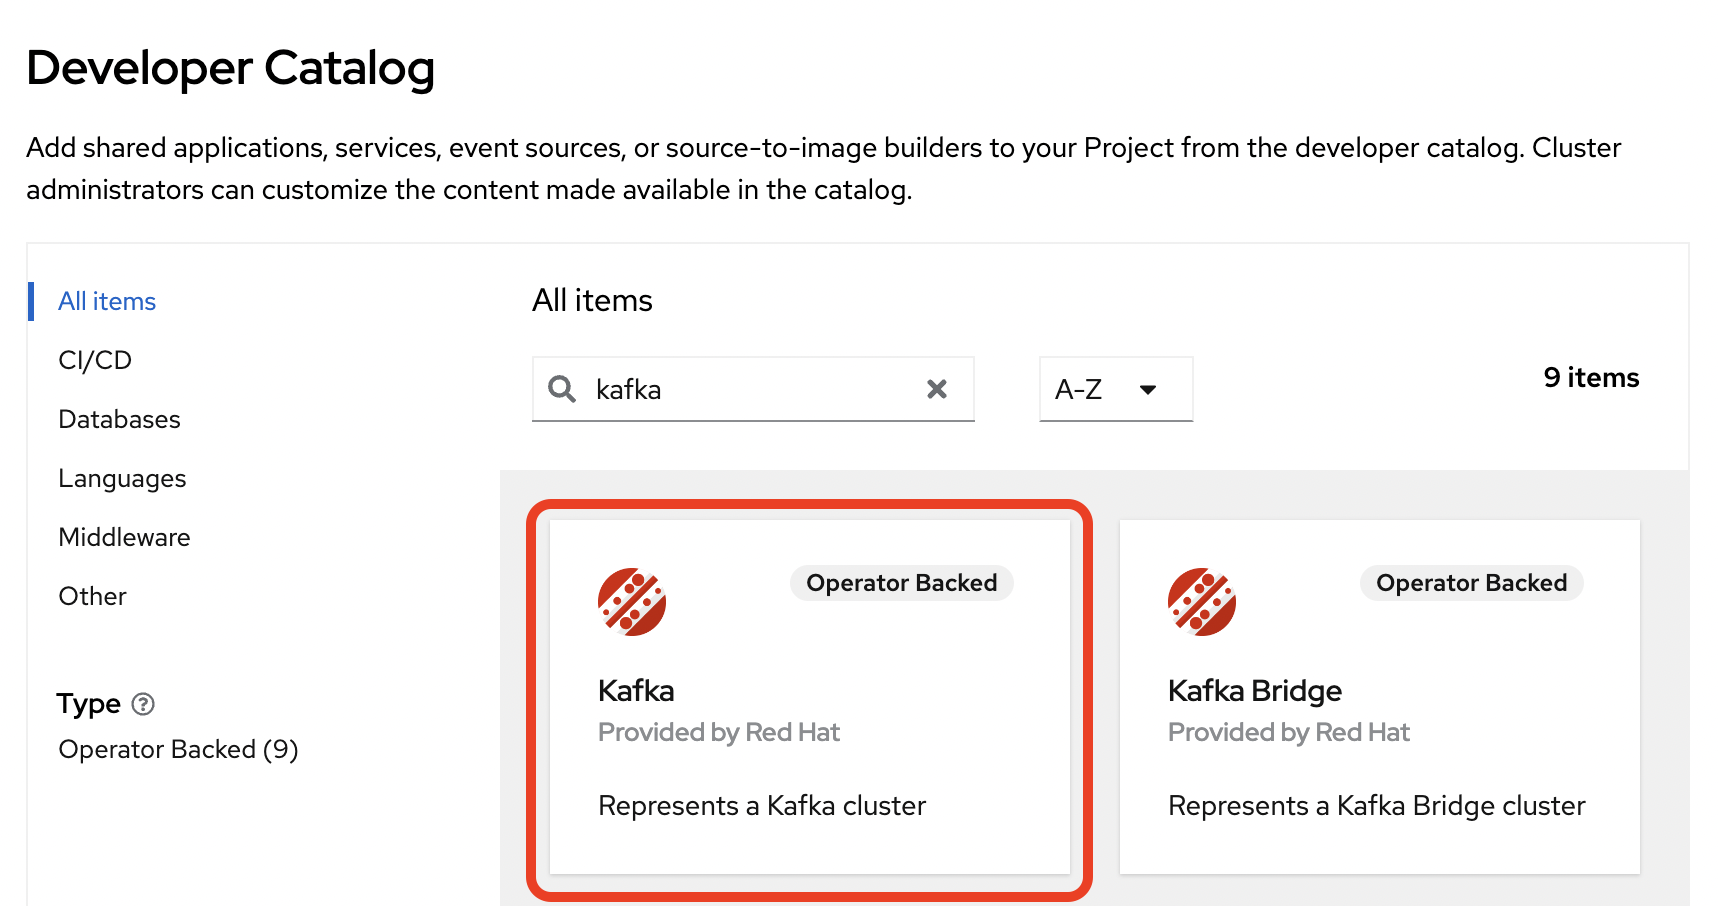 Developer Catalog
Add shared applications, services, event sources, or source-to-image builders to your Project from the developer catalog. Cluster
administrators can customize the content made available in the catalog.
All items
CI/CD
Databases
Languages
Middleware
Other
Type
Operator Backed (9)
All items
kafka
A-Z
9 items
Operator Backed
Kafka
Provided by Red Hat
Represents a Kafka cluster
Operator Backed
Kafka Bridge
Provided by Red Hat
Represents a Kafka Bridge cluster